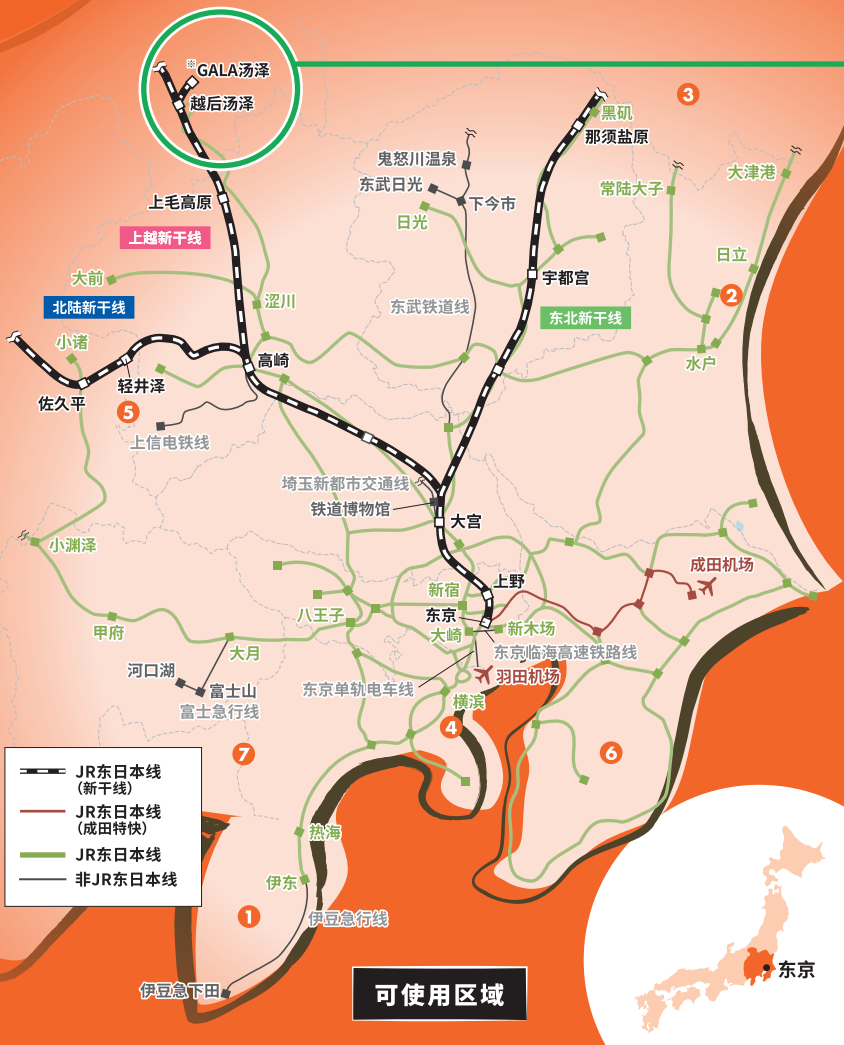 ※GALA汤泽
越后汤泽
3
黑矶
那须盐原
鬼怒川温泉
东武日光
下今市
日光
常陆大子
大津港
上毛高原
上越新干线
日立
大前
宇都宫
2
北陆新干线
涩川
东武铁道线
东北新干线
小诸
高崎
水户
轻井泽
佐久平
5
上信电铁线
埼玉新都市交通线
铁道博物馆
大宫
小渊泽
成田机场
上野
新宿
八王子
东京
甲府
大崎
新木场
大月
东京临海高速铁路线
河口湖
羽田机场
富士山
东京单轨电车线
富士急行线
横滨
4
7
6
JR东日本线
(新干线)
JR东日本线
(成田特快)
JR东日本线
非JR东日本线
热海
伊东
1
伊豆急行线
伊豆急下田
可使用区域
东京